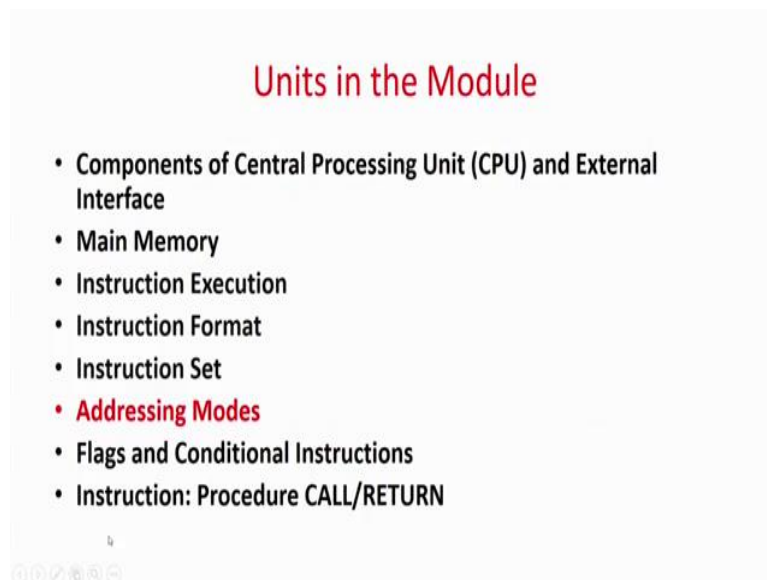 Units in the Module
• Components of Central Processing Unit (CPU) and External
Interface
• Main Memory
• Instruction Execution
• Instruction Format
• Instruction Set
• Addressing Modes
• Flags and Conditional Instructions
• Instruction: Procedure CALL/RETURN